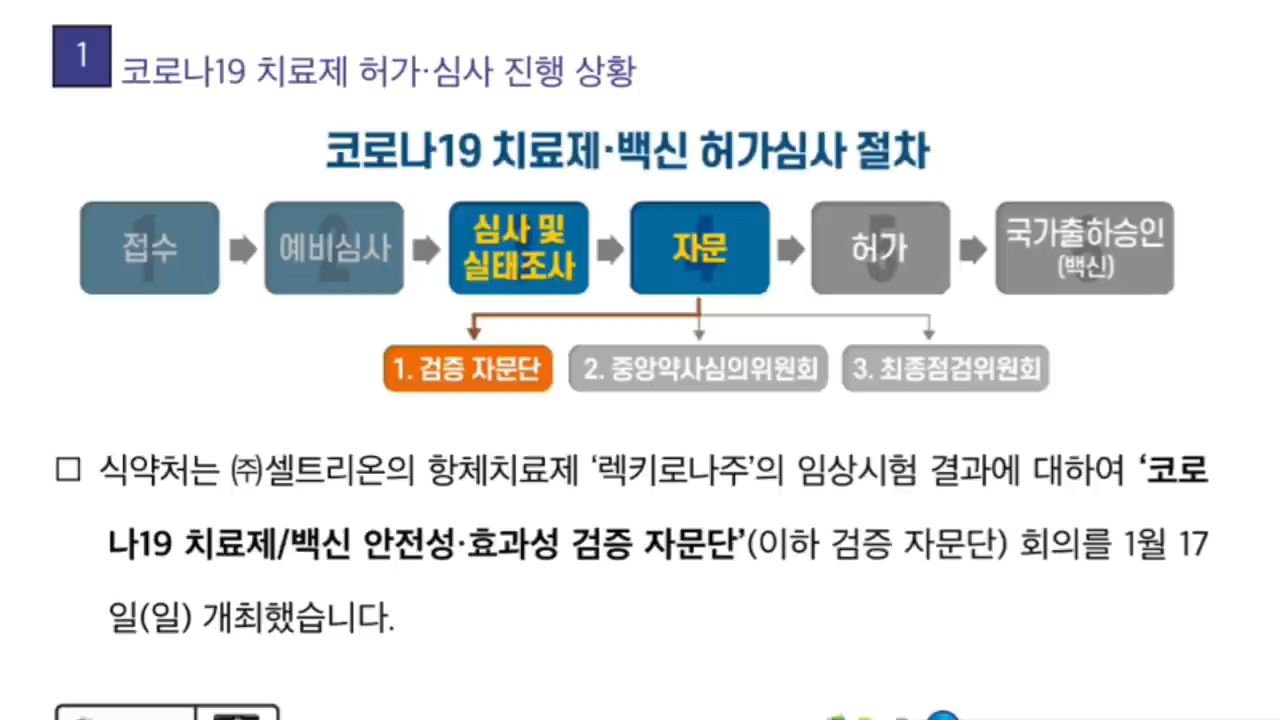 1
코로나19 치료제 허가·심사 진행 상황
코로나19 치료제·백신 허가심사 절차
1 접수
2 예비심사
심사 및
실태조사
4 자문
5 허가
국가출하승인
(백신)
1. 검증 자문단
2. 중앙약사심의위원회
3. 최종점검위원회
□ 식약처는 ㈜셀트리온의 항체치료제 ‘렉키로나주’의 임상시험 결과에 대하여 ‘코로
나19 치료제/백신 안전성·효과성 검증 자문단’(이하 검증 자문단) 회의를 1월 17
일(일) 개최했습니다.